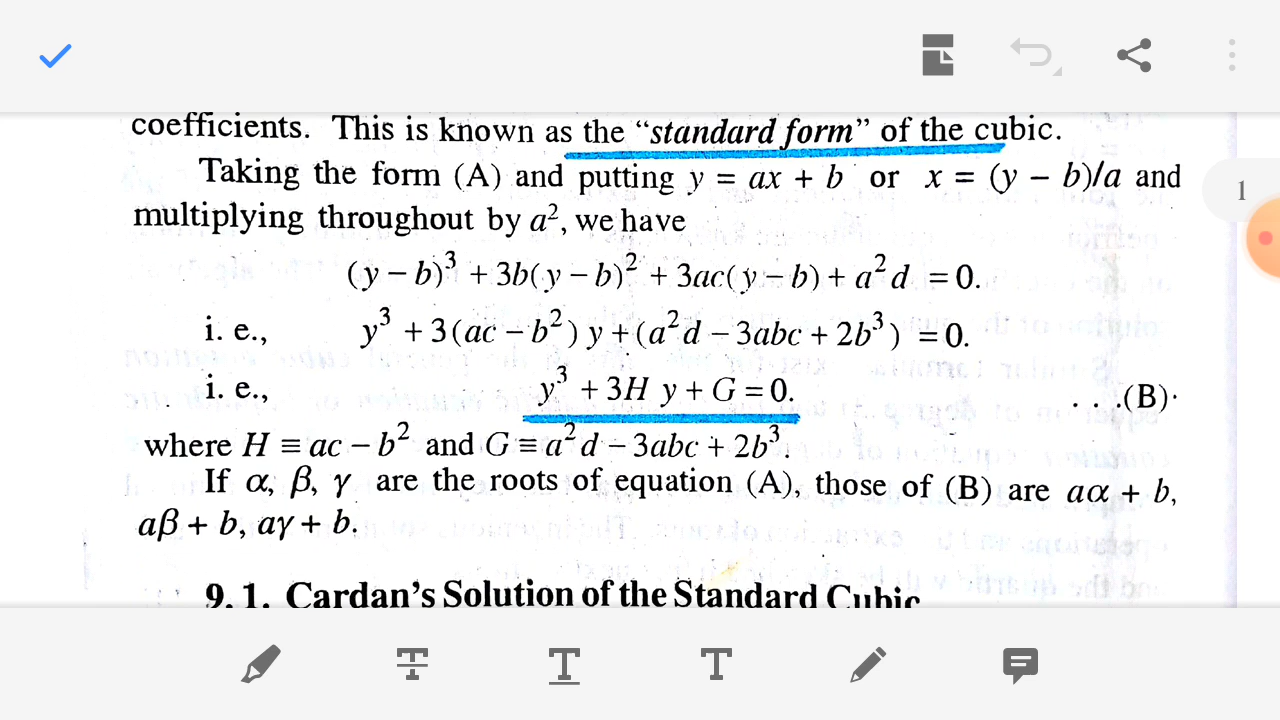 coefficients. This is known as the “standard form” of the cubic.
Taking the form (A) and putting y = ax + b or x = (y − b)/a and
multiplying throughout by a², we have
(y − b)³ + 3b(y − b)² + 3ac(y − b) + a²d = 0.
i. e., y³ + 3(ac − b²) y + (a²d − 3abc + 2b³) = 0.
i. e., y³ + 3H y + G = 0. . . .(B)
where H ≡ ac − b² and G ≡ a²d − 3abc + 2b³.
If α, β, γ are the roots of equation (A), those of (B) are aα + b,
aβ + b, aγ + b.
9.1. Cardan’s Solution of the Standard Cubic
1
T
T
T